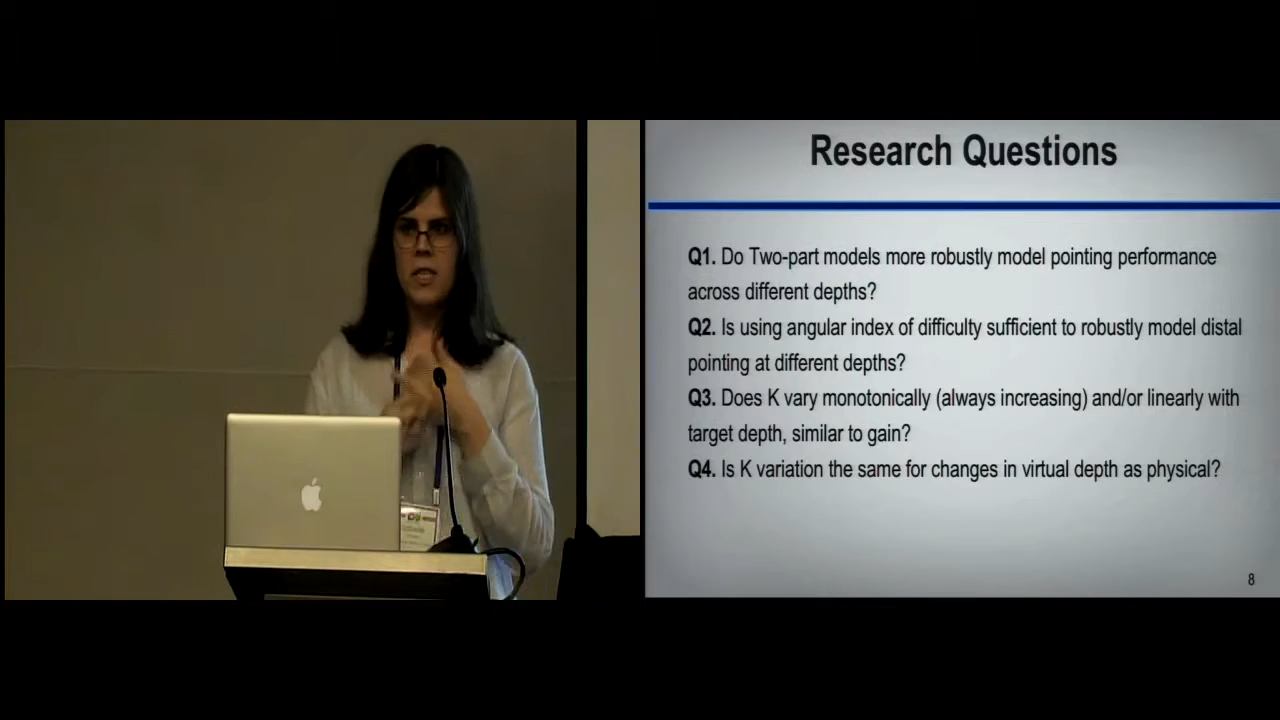 Research Questions
Q1. Do Two-part models more robustly model pointing performance
across different depths?
Q2. Is using angular index of difficulty sufficient to robustly model distal
pointing at different depths?
Q3. Does K vary monotonically (always increasing) and/or linearly with
target depth, similar to gain?
Q4. Is K variation the same for changes in virtual depth as physical?
8